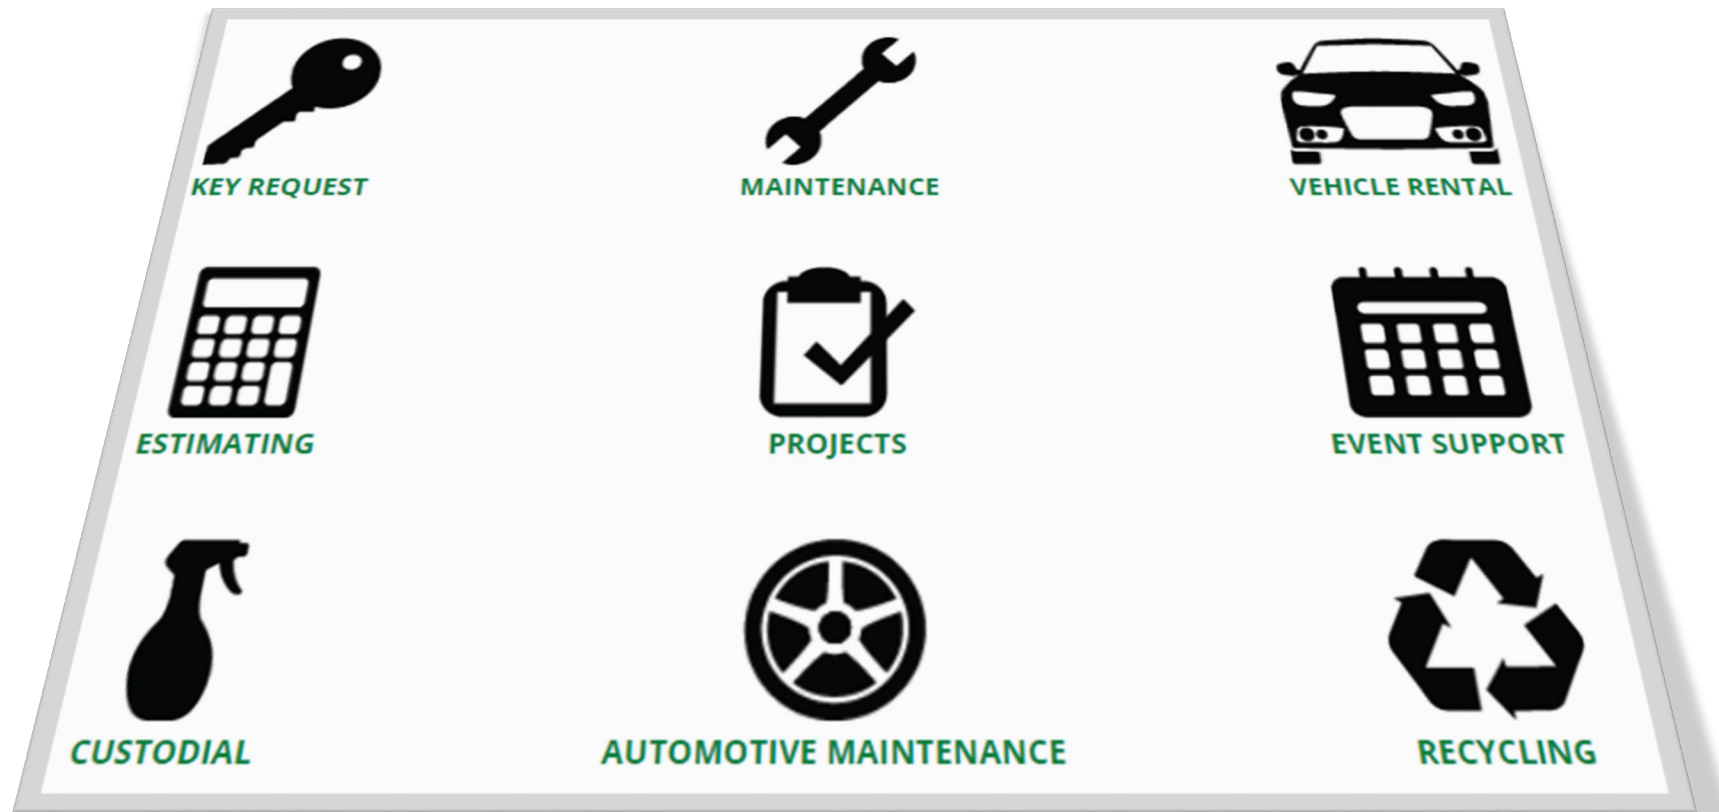 KEY REQUEST
MAINTENANCE
VEHICLE RENTAL
ESTIMATING
PROJECTS
EVENT SUPPORT
CUSTODIAL
AUTOMOTIVE MAINTENANCE
RECYCLING